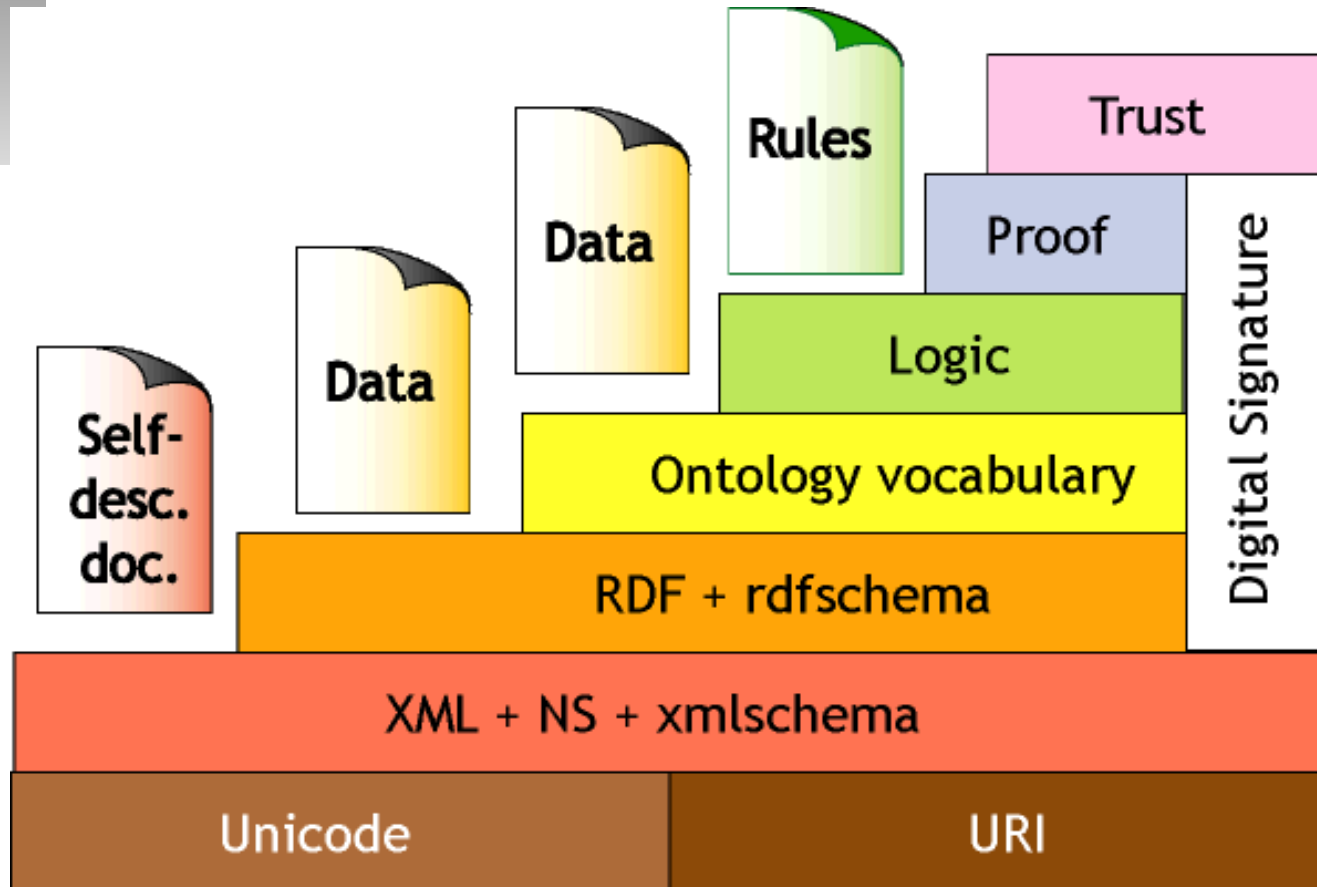 Trust
Rules
Proof
Data
Digital Signature
Logic
Data
Ontology vocabulary
Self-
desc.
doc.
RDF + rdfschema
XML + NS + xmlschema
Unicode
URI